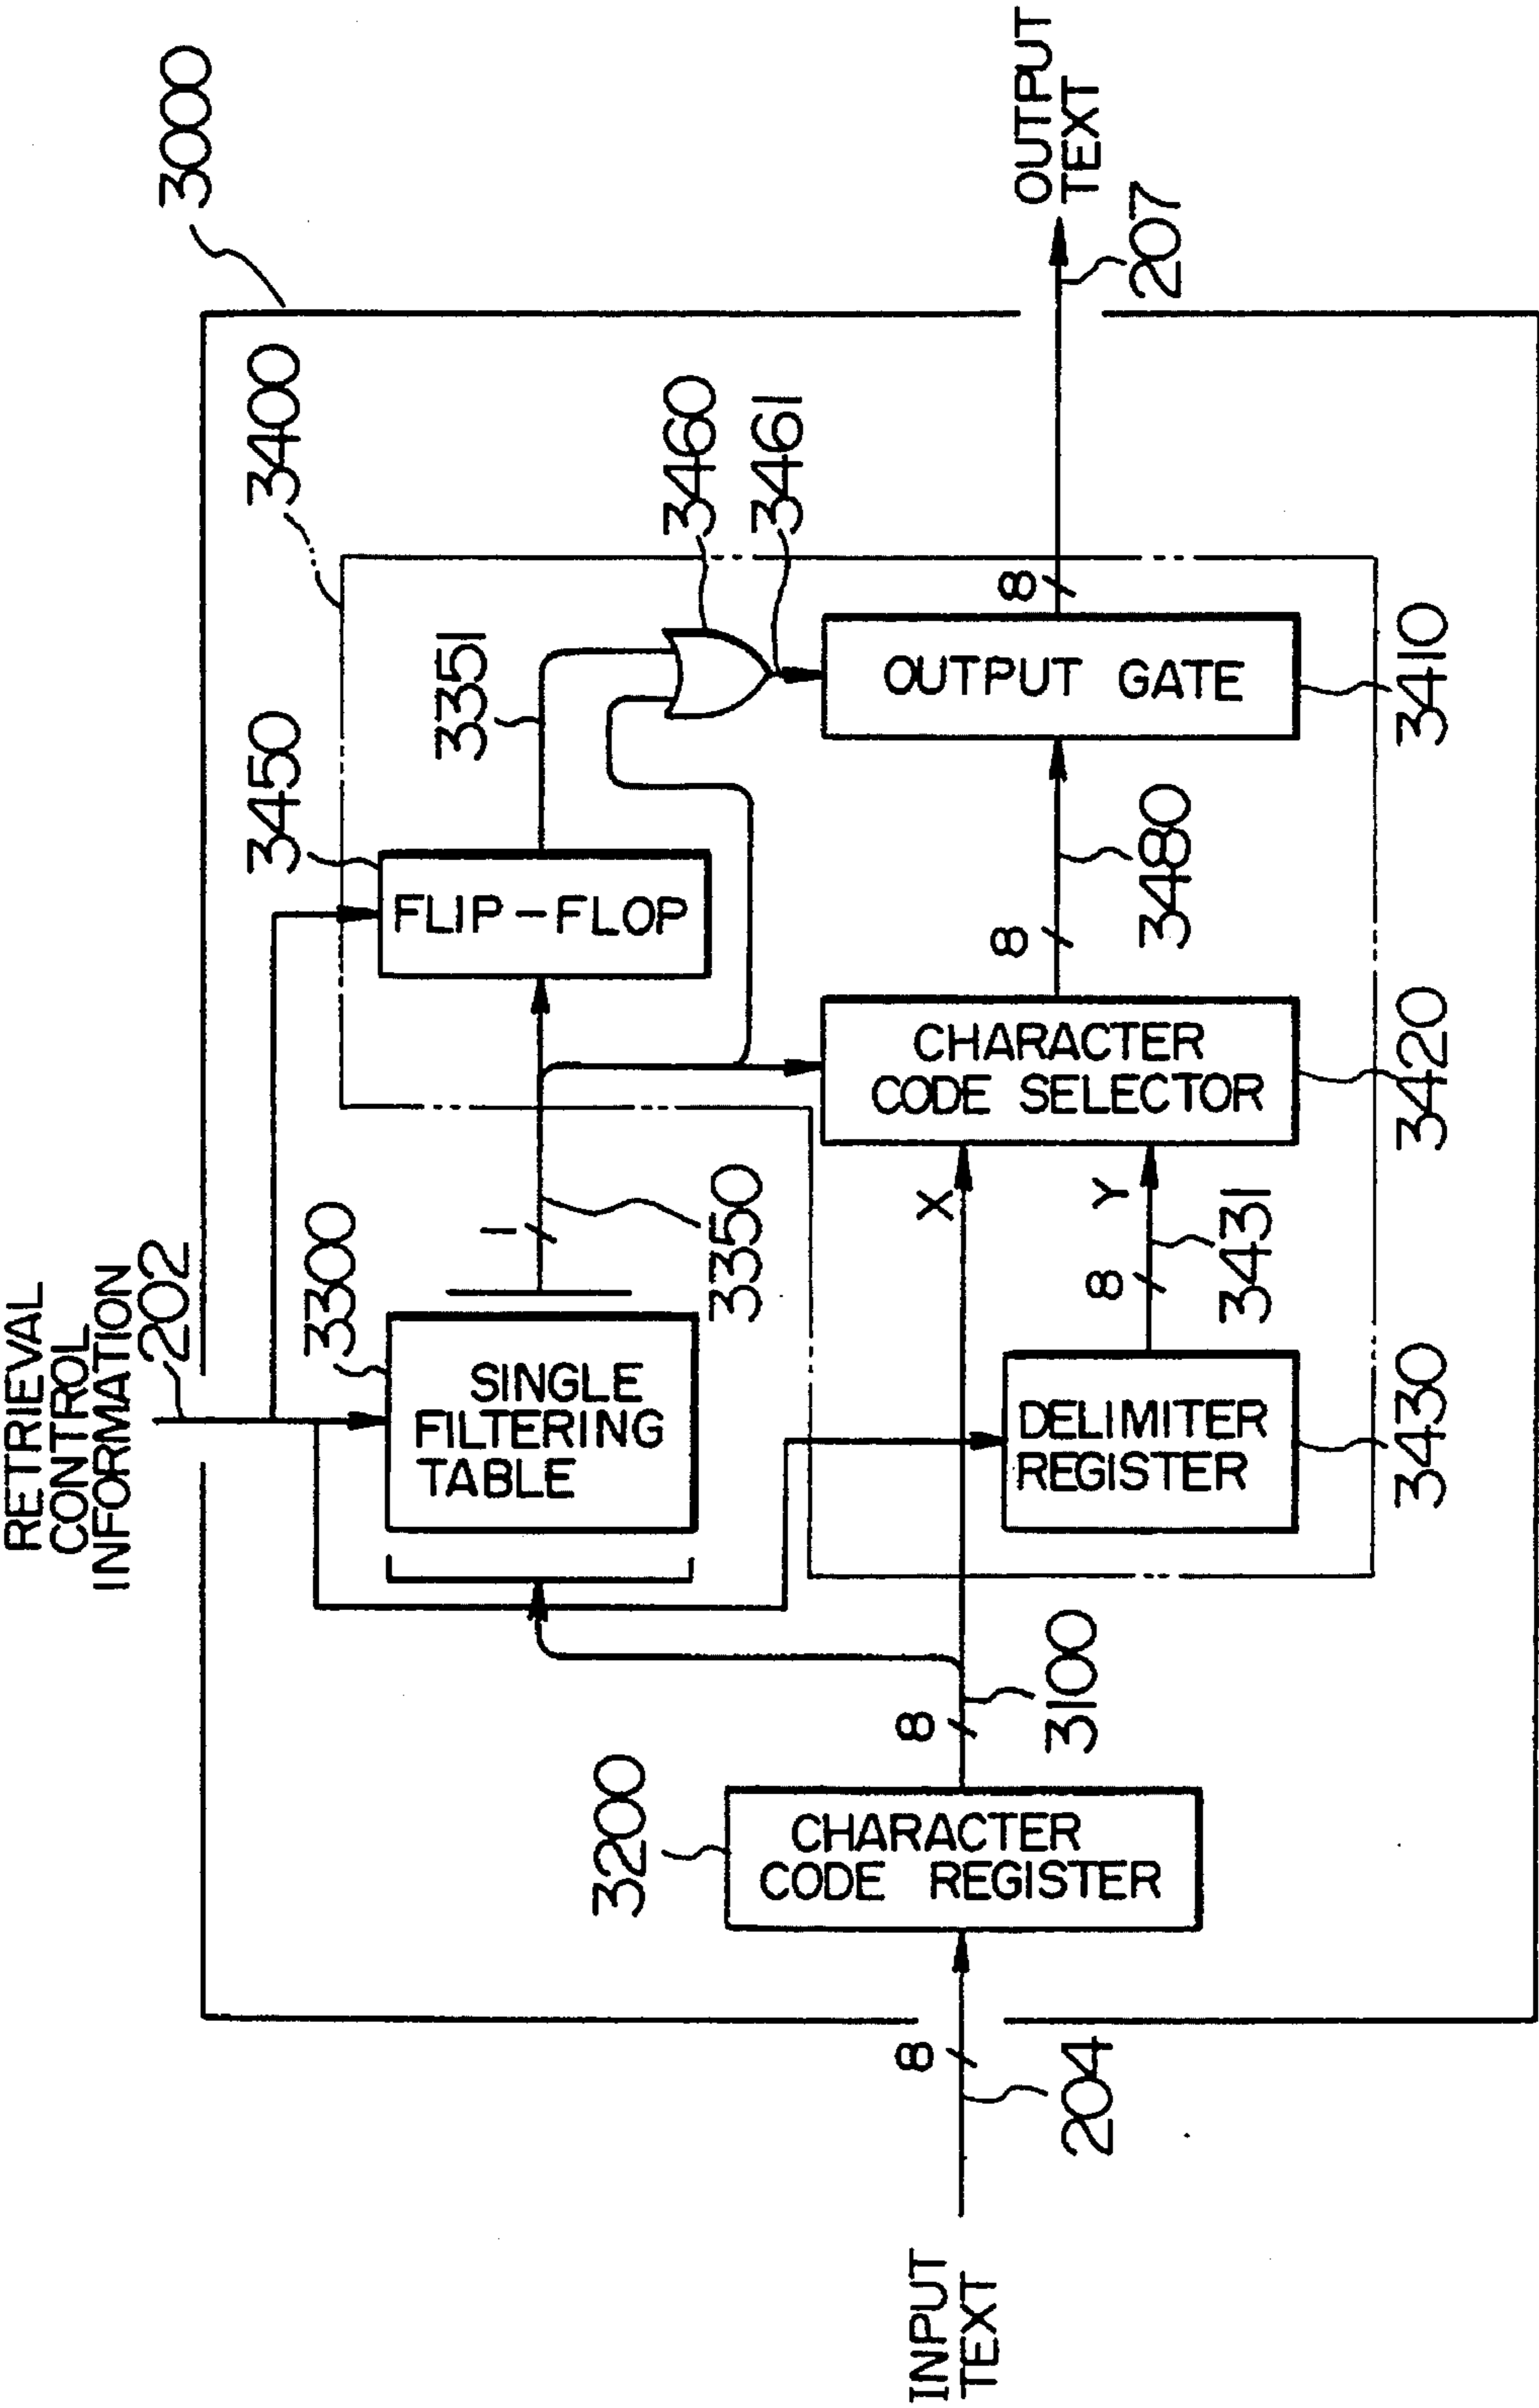 RETRIEVAL
CONTROL
INFORMATION
202
3000
3400
3450
3300
FLIP-FLOP
3351
3460
3461
SINGLE
FILTERING
TABLE
1
3350
3200
CHARACTER
CODE REGISTER
8
3100
X
Y
8
3431
DELIMITER
REGISTER
3430
CHARACTER
CODE SELECTOR
3420
8
3480
OUTPUT GATE
3410
8
207
OUTPUT
TEXT
INPUT
TEXT
8
204